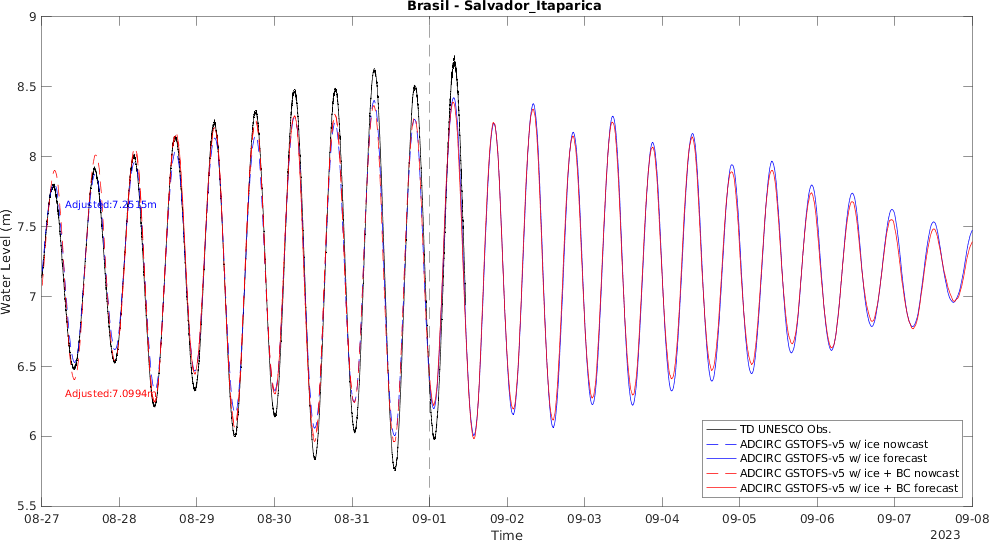 Brasil - Salvador_Itaparica
9
8.5
8
7.5
7
6.5
6
5.5
Water Level (m)
Adjusted:7.2515m
Adjusted:7.0994m
TD UNESCO Obs.
ADCIRC GSTOFS-v5 w/ ice nowcast
ADCIRC GSTOFS-v5 w/ ice forecast
ADCIRC GSTOFS-v5 w/ ice + BC nowcast
ADCIRC GSTOFS-v5 w/ ice + BC forecast
08-27 08-28 08-29 08-30 08-31 09-01 09-02 09-03 09-04 09-05 09-06 09-07 09-08
Time
2023